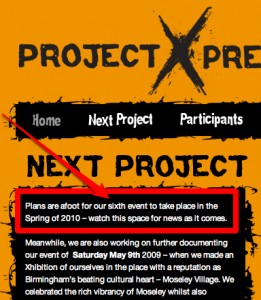 PROJECT X PRE
Home Next Project Participants
NEXT PROJECT
Plans are afoot for our sixth event to take place in the
Spring of 2010 – watch this space for news as it comes.
Meanwhile, we are also working on further documenting
our event of Saturday May 9th 2009 – when we made an
Xhibition of ourselves in the place with a reputation as
Birmingham's beating cultural heart – Moseley Village. We
celebrated the rich vibrancy of Moseley whilst also